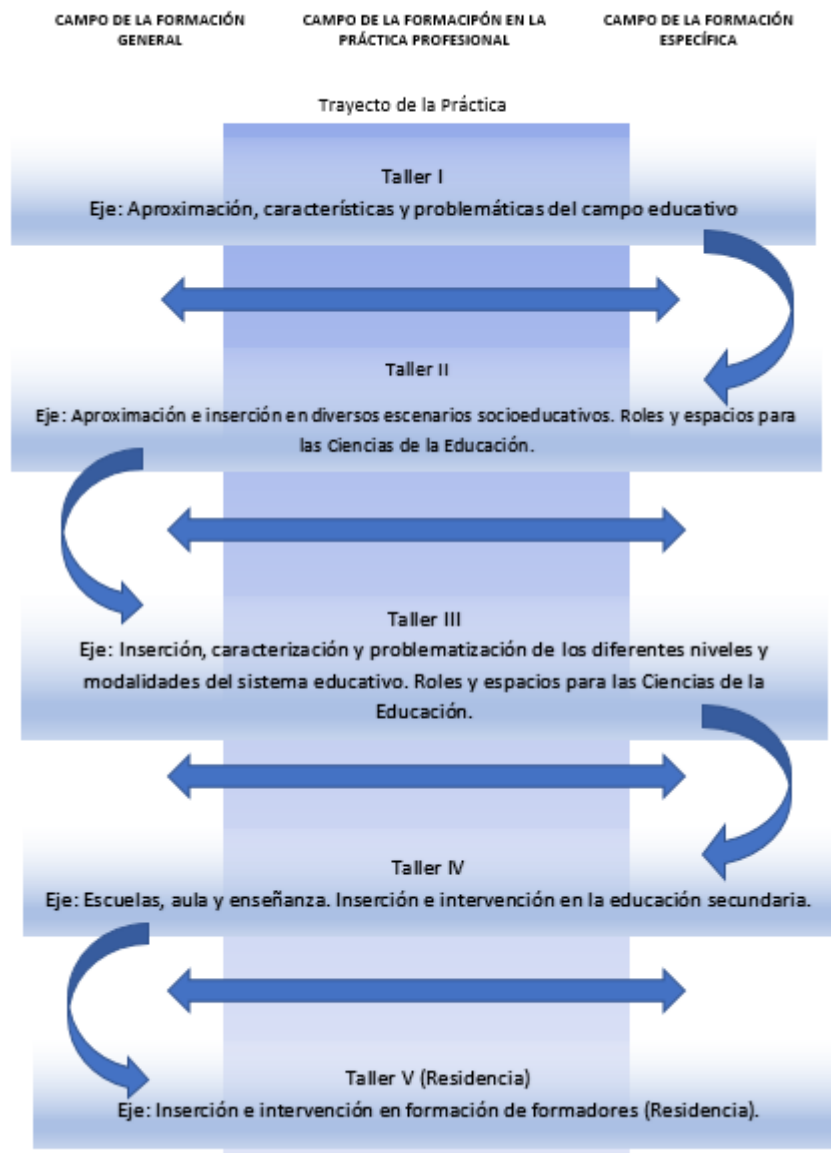 CAMPO DE LA FORMACIÓN
GENERAL
CAMPO DE LA FORMACIPÓN EN LA
PRÁCTICA PROFESIONAL
CAMPO DE LA FORMACIÓN
ESPECÍFICA
Trayecto de la Práctica
Taller I
Eje: Aproximación, características y problemáticas del campo educativo
Taller II
Eje: Aproximación e inserción en diversos escenarios socioeducativos. Roles y espacios para
las Ciencias de la Educación.
Taller III
Eje: Inserción, caracterización y problematización de los diferentes niveles y
modalidades del sistema educativo. Roles y espacios para las Ciencias de la
Educación.
Taller IV
Eje: Escuelas, aula y enseñanza. Inserción e intervención en la educación secundaria.
Taller V (Residencia)
Eje: Inserción e intervención en formación de formadores (Residencia).